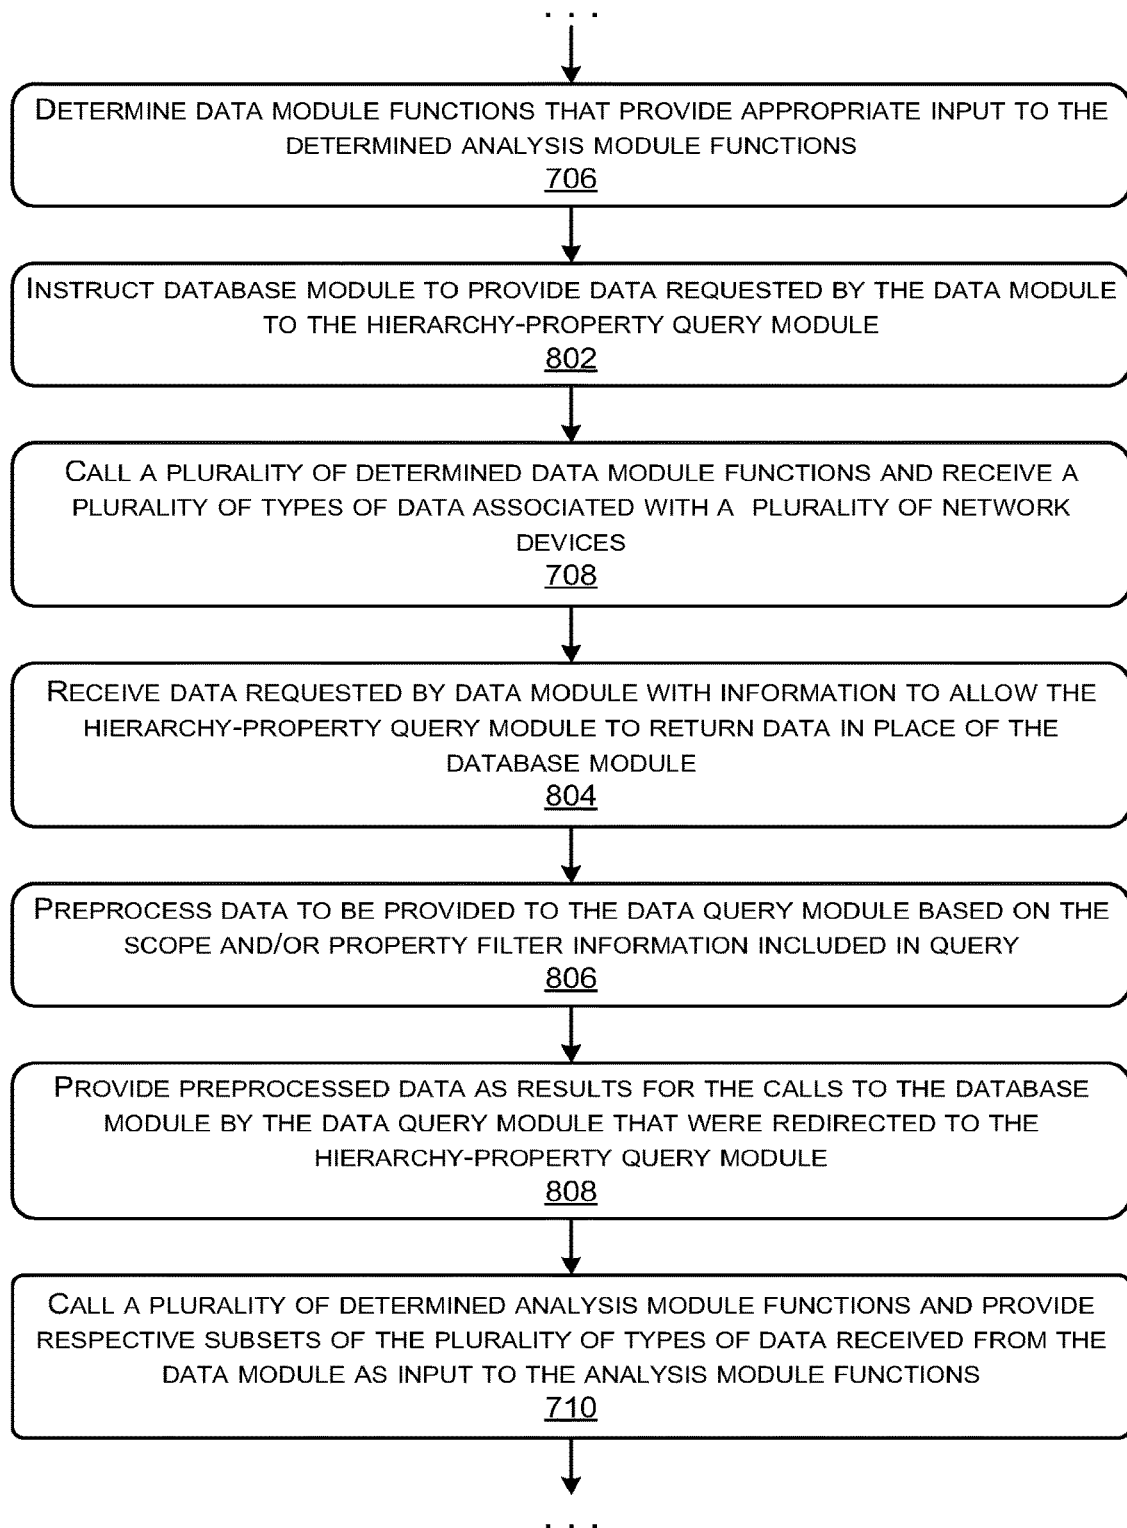 . . .
DETERMINE DATA MODULE FUNCTIONS THAT PROVIDE APPROPRIATE INPUT TO THE
DETERMINED ANALYSIS MODULE FUNCTIONS
706
INSTRUCT DATABASE MODULE TO PROVIDE DATA REQUESTED BY THE DATA MODULE
TO THE HIERARCHY-PROPERTY QUERY MODULE
802
CALL A PLURALITY OF DETERMINED DATA MODULE FUNCTIONS AND RECEIVE A
PLURALITY OF TYPES OF DATA ASSOCIATED WITH A PLURALITY OF NETWORK
DEVICES
708
RECEIVE DATA REQUESTED BY DATA MODULE WITH INFORMATION TO ALLOW THE
HIERARCHY-PROPERTY QUERY MODULE TO RETURN DATA IN PLACE OF THE
DATABASE MODULE
804
PREPROCESS DATA TO BE PROVIDED TO THE DATA QUERY MODULE BASED ON THE
SCOPE AND/OR PROPERTY FILTER INFORMATION INCLUDED IN QUERY
806
PROVIDE PREPROCESSED DATA AS RESULTS FOR THE CALLS TO THE DATABASE
MODULE BY THE DATA QUERY MODULE THAT WERE REDIRECTED TO THE
HIERARCHY-PROPERTY QUERY MODULE
808
CALL A PLURALITY OF DETERMINED ANALYSIS MODULE FUNCTIONS AND PROVIDE
RESPECTIVE SUBSETS OF THE PLURALITY OF TYPES OF DATA RECEIVED FROM THE
DATA MODULE AS INPUT TO THE ANALYSIS MODULE FUNCTIONS
710
. . .